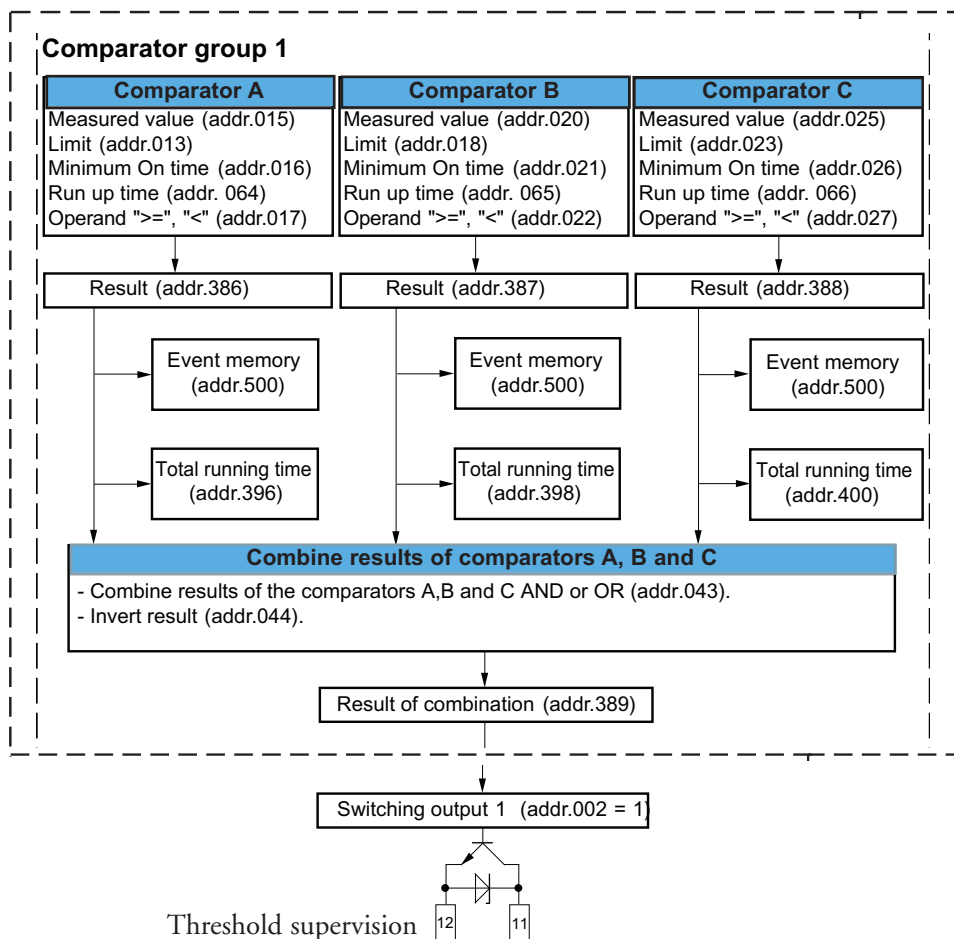 Comparator group 1
Comparator A
Measured value (addr.015)
Limit (addr.013)
Minimum On time (addr.016)
Run up time (addr. 064)
Operand ">=", "<" (addr.017)
Comparator B
Measured value (addr.020)
Limit (addr.018)
Minimum On time (addr.021)
Run up time (addr. 065)
Operand ">=", "<" (addr.022)
Comparator C
Measured value (addr.025)
Limit (addr.023)
Minimum On time (addr.026)
Run up time (addr. 066)
Operand ">=", "<" (addr.027)
Result (addr.386)
Result (addr.387)
Result (addr.388)
Event memory
(addr.500)
Event memory
(addr.500)
Event memory
(addr.500)
Total running time
(addr.396)
Total running time
(addr.398)
Total running time
(addr.400)
Combine results of comparators A, B and C
- Combine results of the comparators A,B and C AND or OR (addr.043).
- Invert result (addr.044).
Result of combination (addr.389)
Switching output 1 (addr.002 = 1)
Threshold supervision
12
11